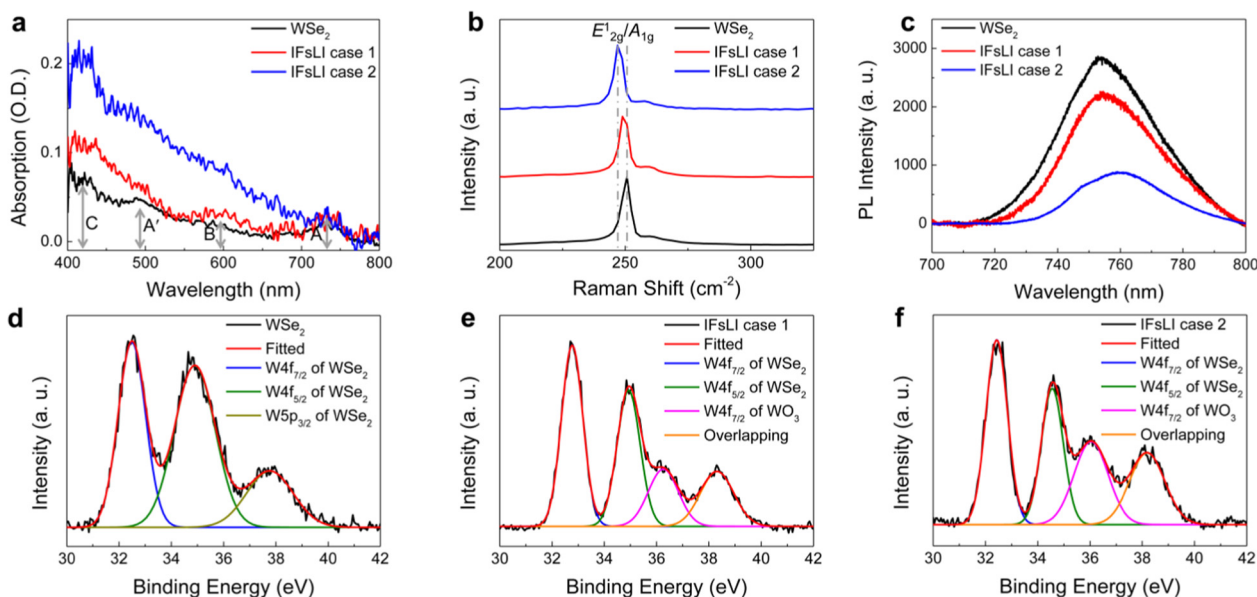 a
WSe₂
IFsLI case 1
IFsLI case 2
0.2
0.1
0.0
C
A′
B
A
400 500 600 700 800
Wavelength (nm)
Absorption (O.D.)
b
E¹₂g/A₁g
WSe₂
IFsLI case 1
IFsLI case 2
200 250 300
Raman Shift (cm⁻²)
Intensity (a. u.)
c
WSe₂
IFsLI case 1
IFsLI case 2
3000
2000
1000
0
700 720 740 760 780 800
Wavelength (nm)
PL Intensity (a. u.)
d
WSe₂
Fitted
W4f₇/₂ of WSe₂
W4f₅/₂ of WSe₂
W5p₃/₂ of WSe₂
30 32 34 36 38 40 42
Binding Energy (eV)
Intensity (a. u.)
e
IFsLI case 1
Fitted
W4f₇/₂ of WSe₂
W4f₅/₂ of WSe₂
W4f₇/₂ of WO₃
Overlapping
30 32 34 36 38 40 42
Binding Energy (eV)
Intensity (a. u.)
f
IFsLI case 2
Fitted
W4f₇/₂ of WSe₂
W4f₅/₂ of WSe₂
W4f₇/₂ of WO₃
Overlapping
30 32 34 36 38 40 42
Binding Energy (eV)
Intensity (a. u.)